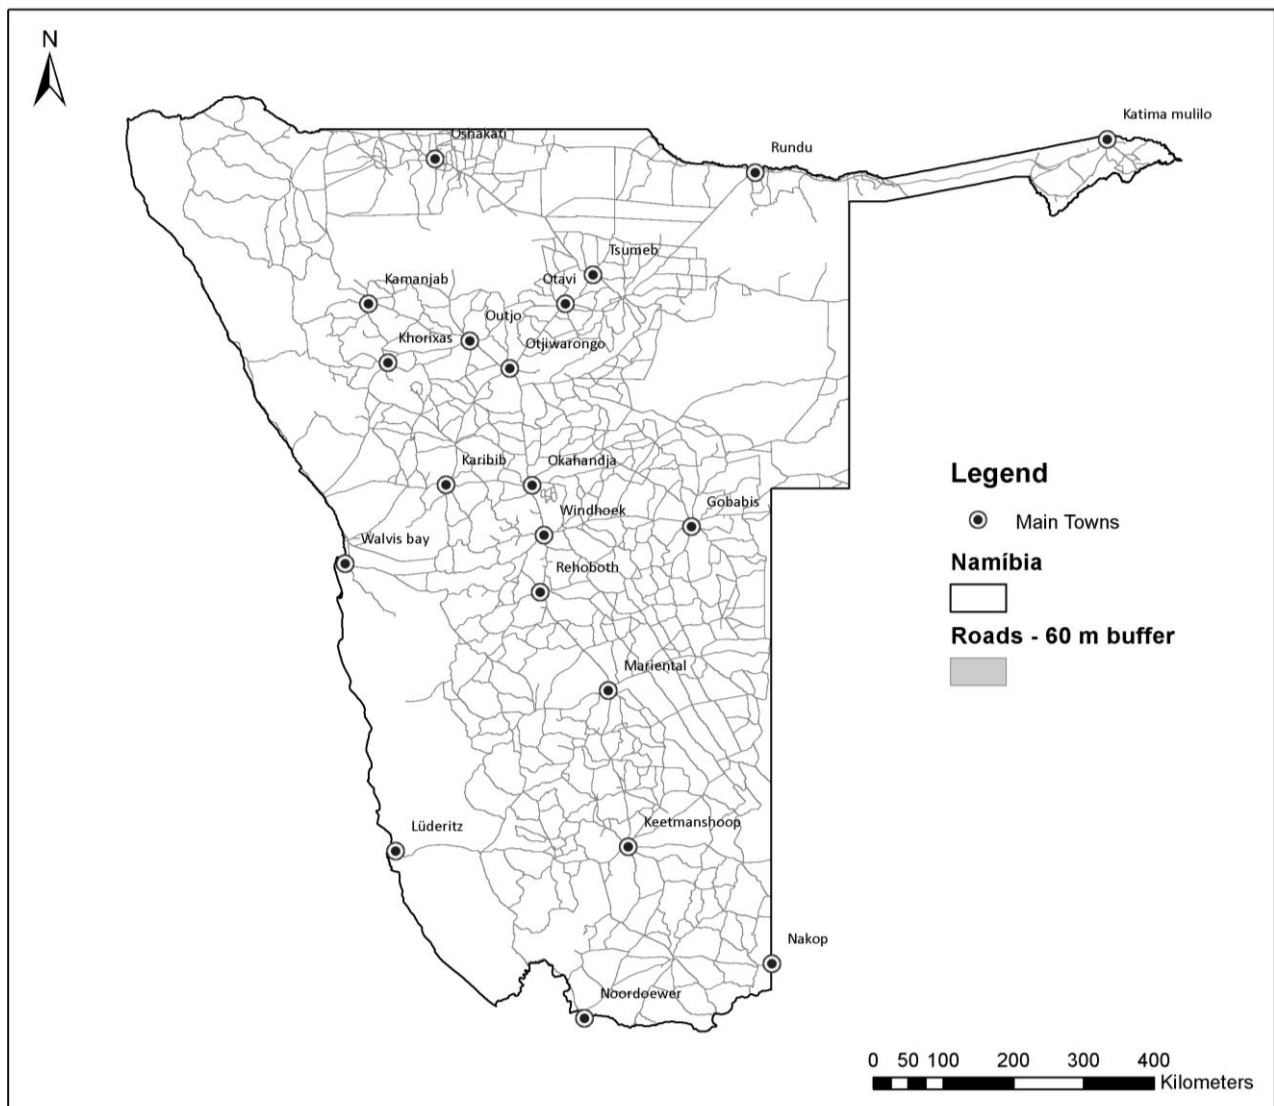 N
Katima mulilo
Oshakati
Rundu
Tsumeb
Kamanjab
Otavi
Outjo
Khorixas
Otjiwarongo
Karibib
Okahandja
Gobabis
Windhoek
Walvis bay
Rehoboth
Mariental
Lüderitz
Keetmanshoop
Nakop
Noordoewer
Legend
Main Towns
Namíbia
Roads - 60 m buffer
0 50 100 200 300 400
Kilometers